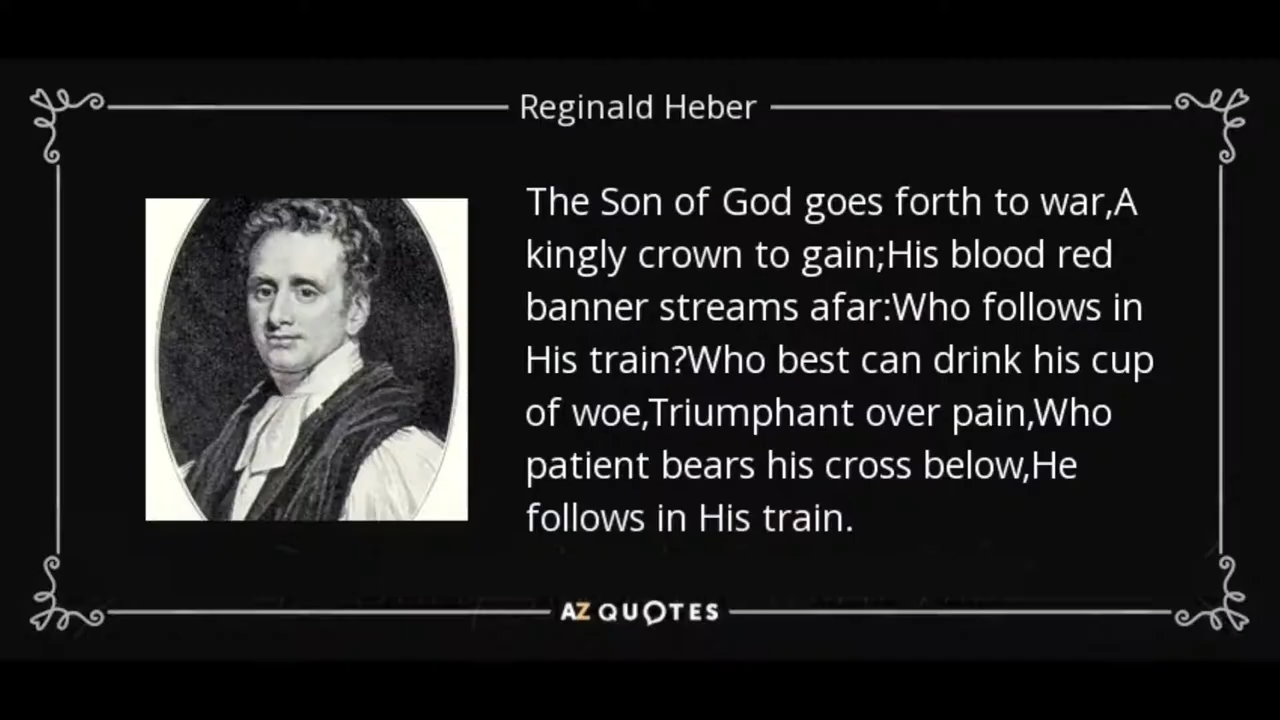 Reginald Heber
The Son of God goes forth to war,A
kingly crown to gain;His blood red
banner streams afar:Who follows in
His train?Who best can drink his cup
of woe,Triumphant over pain,Who
patient bears his cross below,He
follows in His train.
AZ QUOTES